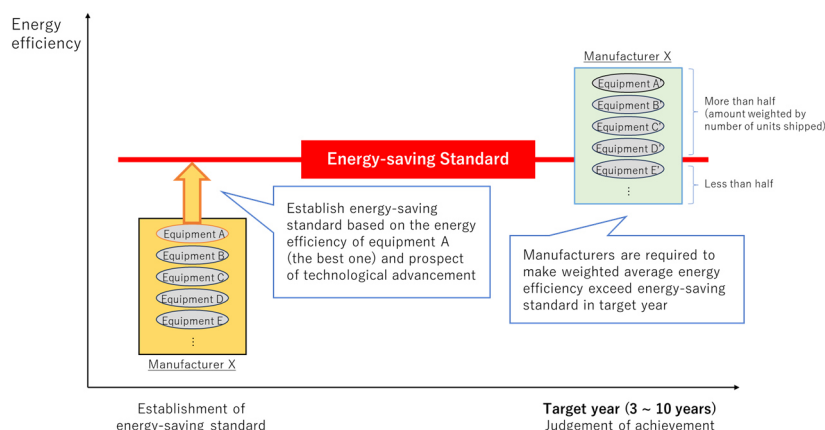 Energy
efficiency
Manufacturer X
Equipment A'
Equipment B'
Equipment C'
Equipment D'
Equipment E'
⋮
More than half
(amount weighted by
number of units shipped)
Less than half
Energy-saving Standard
Establish energy-saving
standard based on the energy
efficiency of equipment A
(the best one) and prospect
of technological advancement
Equipment A
Equipment B
Equipment C
Equipment D
Equipment E
⋮
Manufacturer X
Manufacturers are required to
make weighted average energy
efficiency exceed energy-saving
standard in target year
Establishment of
energy-saving standard
Target year (3 ~ 10 years)
Judgement of achievement